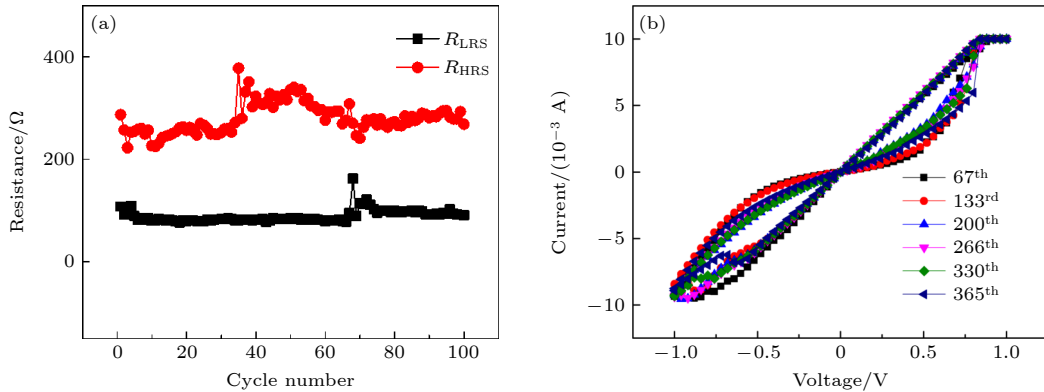 (a)
R_LRS
R_HRS
400
200
0
Resistance/Ω
0
20
40
60
80
100
Cycle number
(b)
10
5
0
−5
−10
Current/(10⁻³ A)
67ᵗʰ
133ʳᵈ
200ᵗʰ
266ᵗʰ
330ᵗʰ
365ᵗʰ
−1.0
−0.5
0
0.5
1.0
Voltage/V